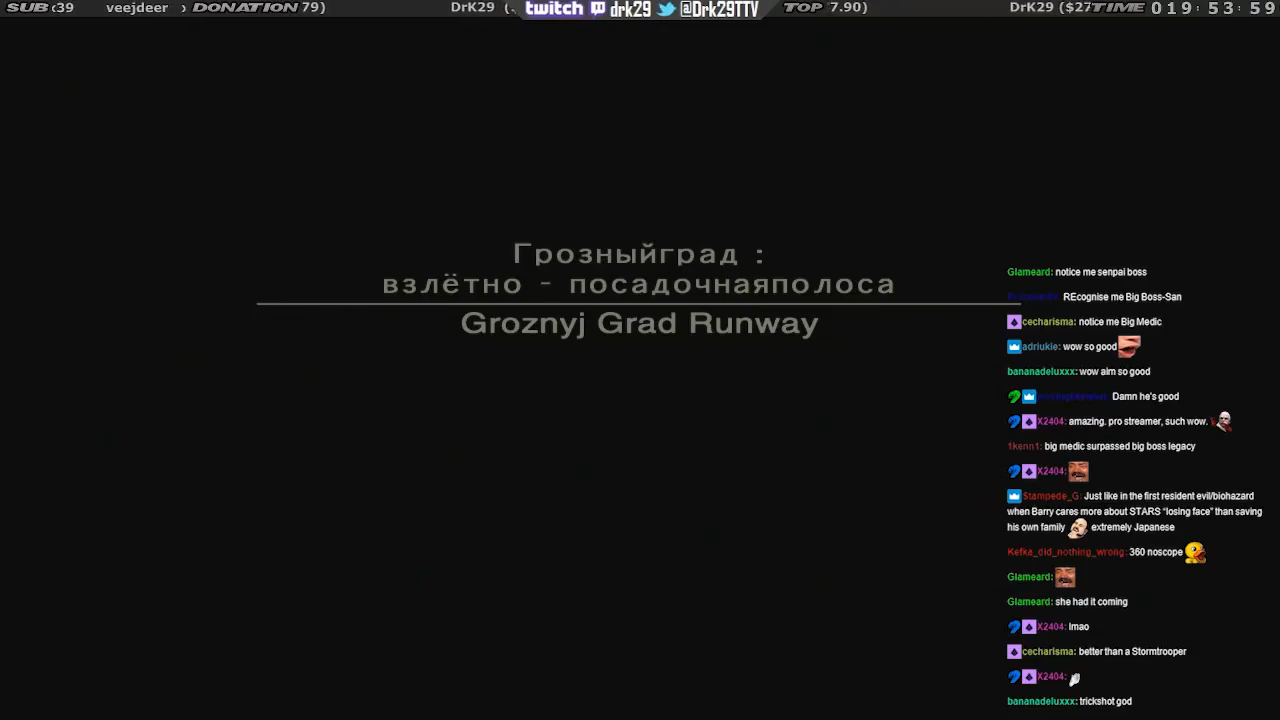 SUB (39 veejdeer ) DONATION 79) DrK29 (. twitch drk29 @Drk29TTV TOP 7.90) DrK29 ($27 TIME 019:53:59
Грозныйград :
взлётно - посадочнаяполоса
Groznyj Grad Runway
Glameard: notice me senpai boss
REcognise me Big Boss-San
cecharisma: notice me Big Medic
adriukie: wow so good
bananadeluxxx: wow aim so good
Damn he's good
X2404: amazing. pro streamer, such wow.
1kenn1: big medic surpassed big boss legacy
X2404:
Stampede_G: Just like in the first resident evil/biohazard
when Barry cares more about STARS "losing face" than saving
his own family extremely Japanese
Kefka_did_nothing_wrong: 360 noscope
Glameard:
Glameard: she had it coming
X2404: lmao
cecharisma: better than a Stormtrooper
X2404:
bananadeluxxx: trickshot god